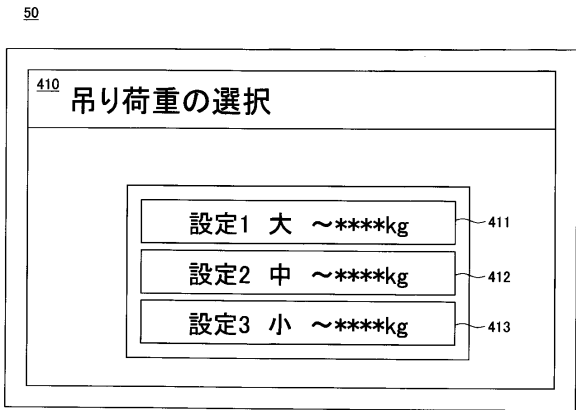 50
410 吊り荷重の選択
設定1 大 ～****kg 411
設定2 中 ～****kg 412
設定3 小 ～****kg 413